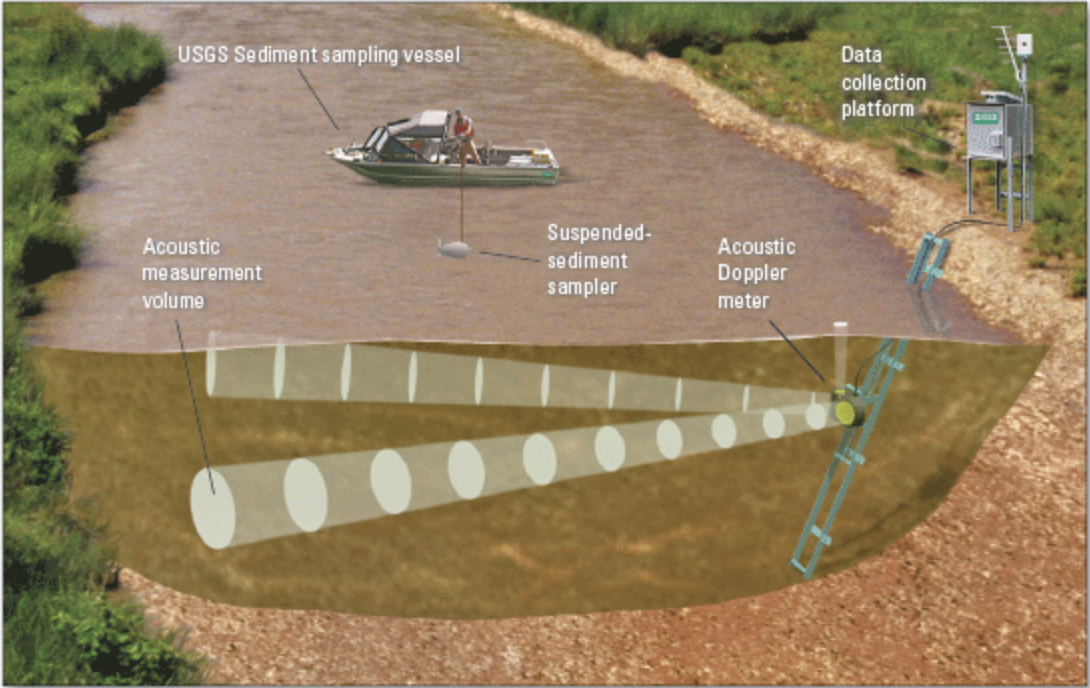 USGS Sediment sampling vessel
Data
collection
platform
Acoustic
measurement
volume
Suspended-
sediment
sampler
Acoustic
Doppler
meter